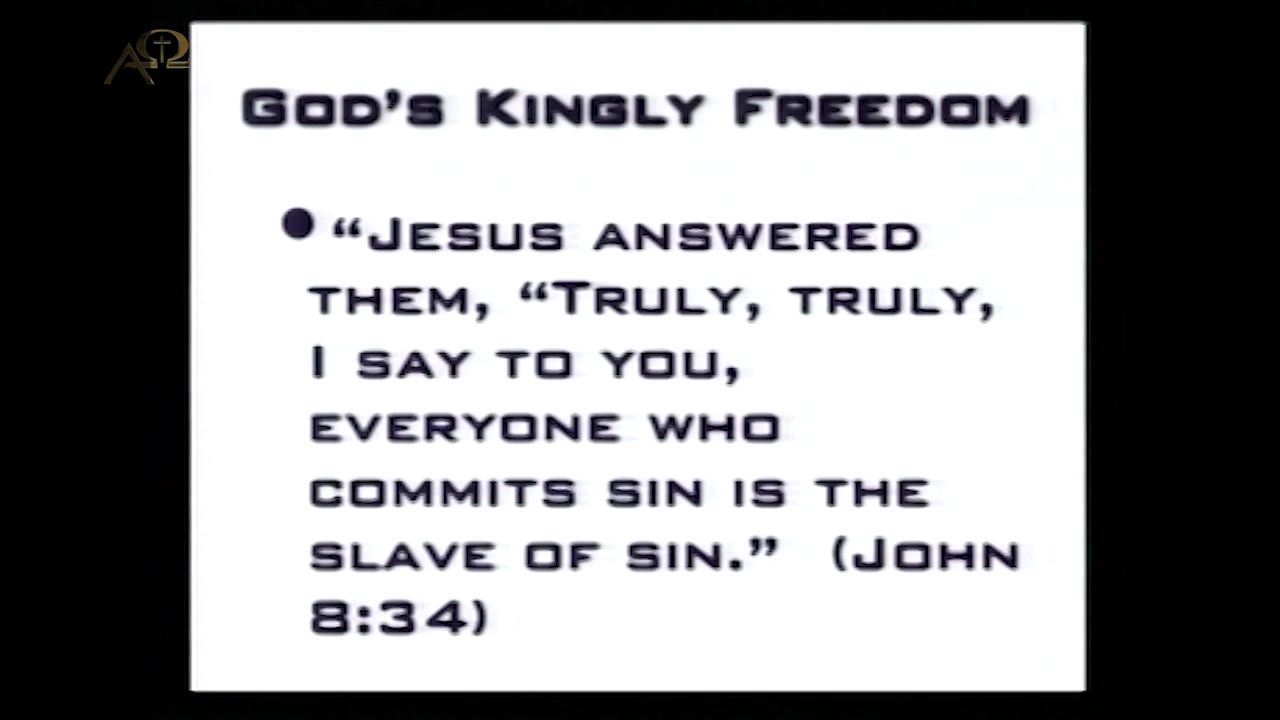 ΑΩ
God's Kingly Freedom
• “Jesus answered
them, “Truly, truly,
I say to you,
everyone who
commits sin is the
slave of sin.” (John
8:34)